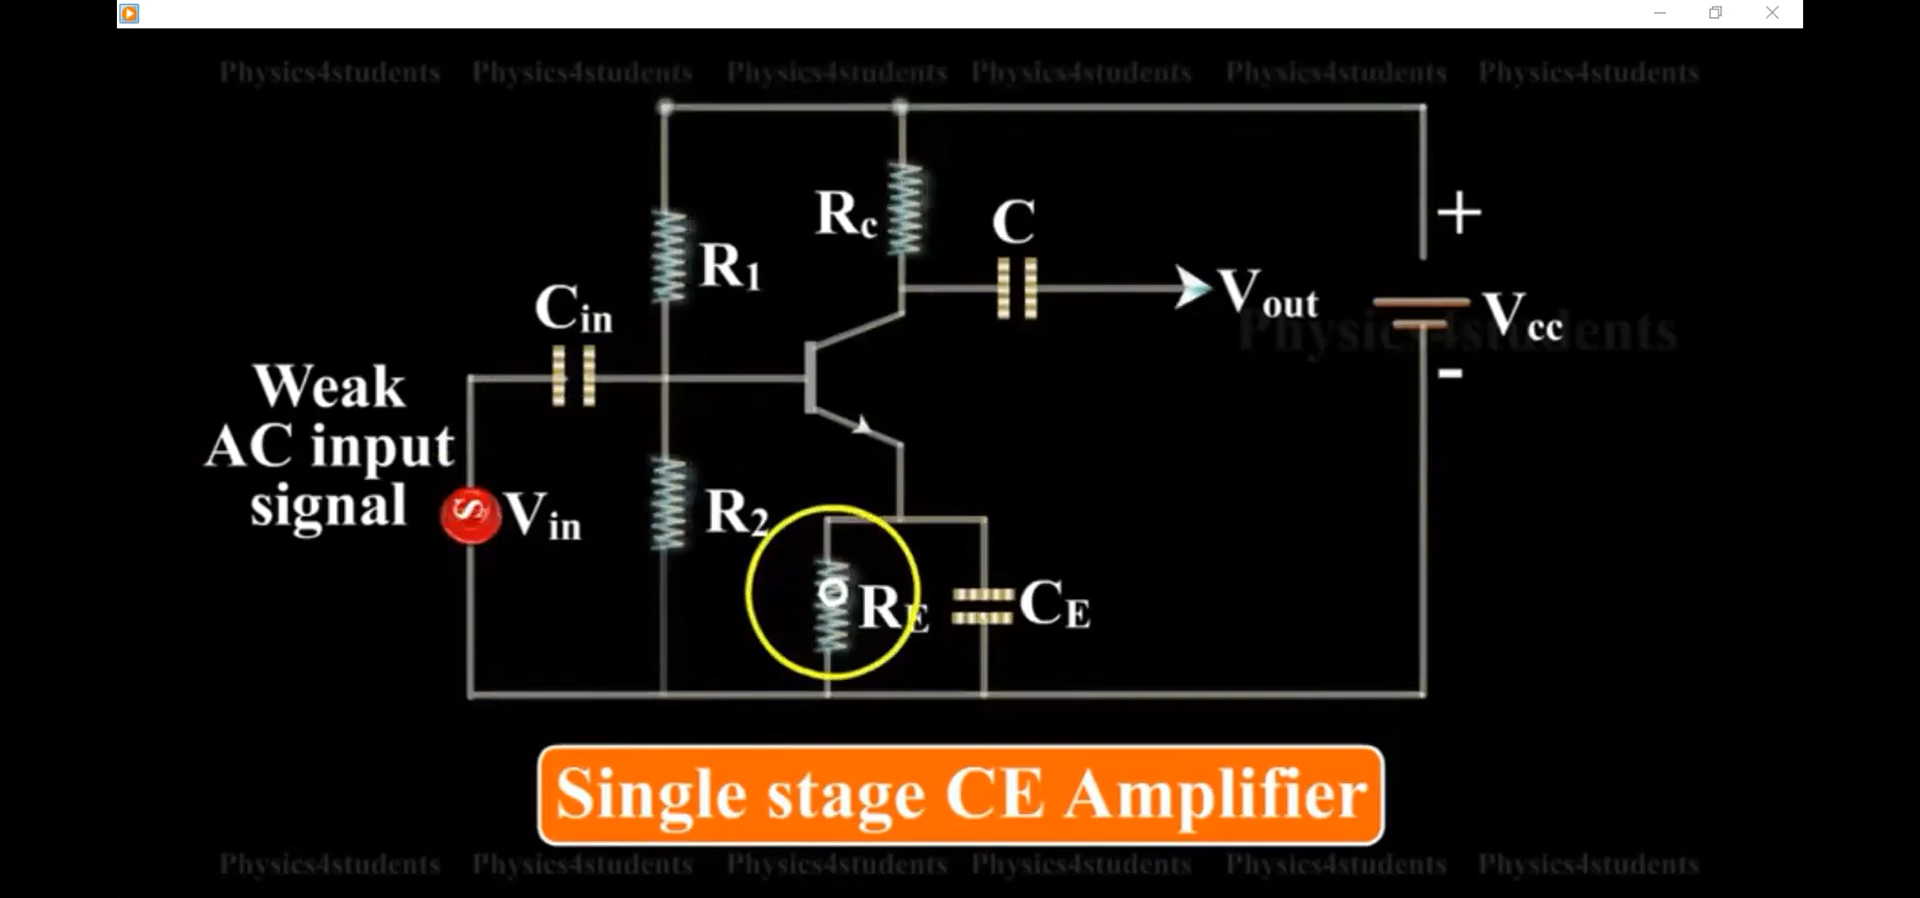 Physics4students Physics4students Physics4students Physics4students Physics4students Physics4students
+
Rc
C
R1
Vout
Cin
Vcc
Physics4students
-
Weak
AC input
signal
Vin
R2
RE
CE
Single stage CE Amplifier
Physics4students Physics4students Physics4students Physics4students Physics4students Physics4students